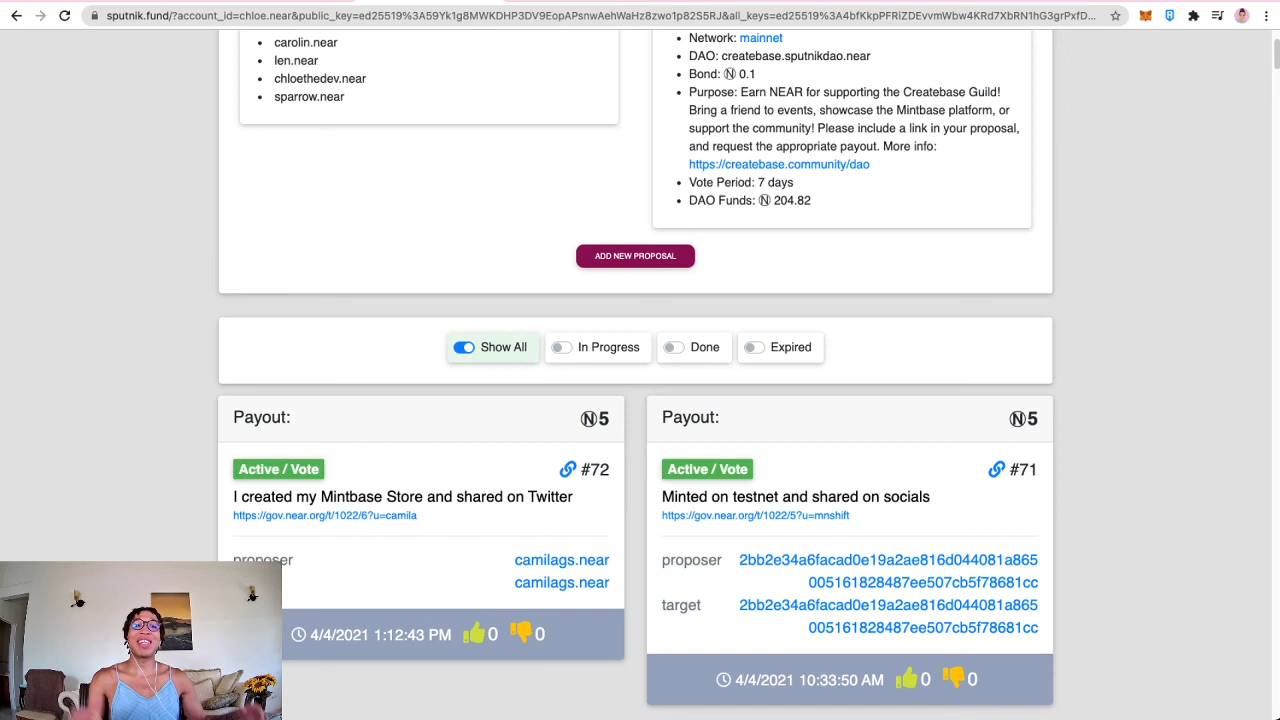 sputnik.fund/?account_id=chloe.near&public_key=ed25519%3A59Yk1g8MWKDHP3DV9EopAPsnwAehWaHz8zwo1p82S5RJ&all_keys=ed25519%3A4bfKkpPFRiZDEvvmWbw4KRd7XbRN1hG3grPxfD...
carolin.near
len.near
chloethedev.near
sparrow.near
Network: mainnet
DAO: createbase.sputnikdao.near
Bond: Ⓝ 0.1
Purpose: Earn NEAR for supporting the Createbase Guild!
Bring a friend to events, showcase the Mintbase platform, or
support the community! Please include a link in your proposal,
and request the appropriate payout. More info:
https://createbase.community/dao
Vote Period: 7 days
DAO Funds: Ⓝ 204.82
ADD NEW PROPOSAL
Show All In Progress Done Expired
Payout: Ⓝ5
Active / Vote #72
I created my Mintbase Store and shared on Twitter
https://gov.near.org/t/1022/6?u=camila
proposer camilags.near
camilags.near
4/4/2021 1:12:43 PM 0 0
Payout: Ⓝ5
Active / Vote #71
Minted on testnet and shared on socials
https://gov.near.org/t/1022/5?u=mnshift
proposer 2bb2e34a6facad0e19a2ae816d044081a865
005161828487ee507cb5f78681cc
target 2bb2e34a6facad0e19a2ae816d044081a865
005161828487ee507cb5f78681cc
4/4/2021 10:33:50 AM 0 0